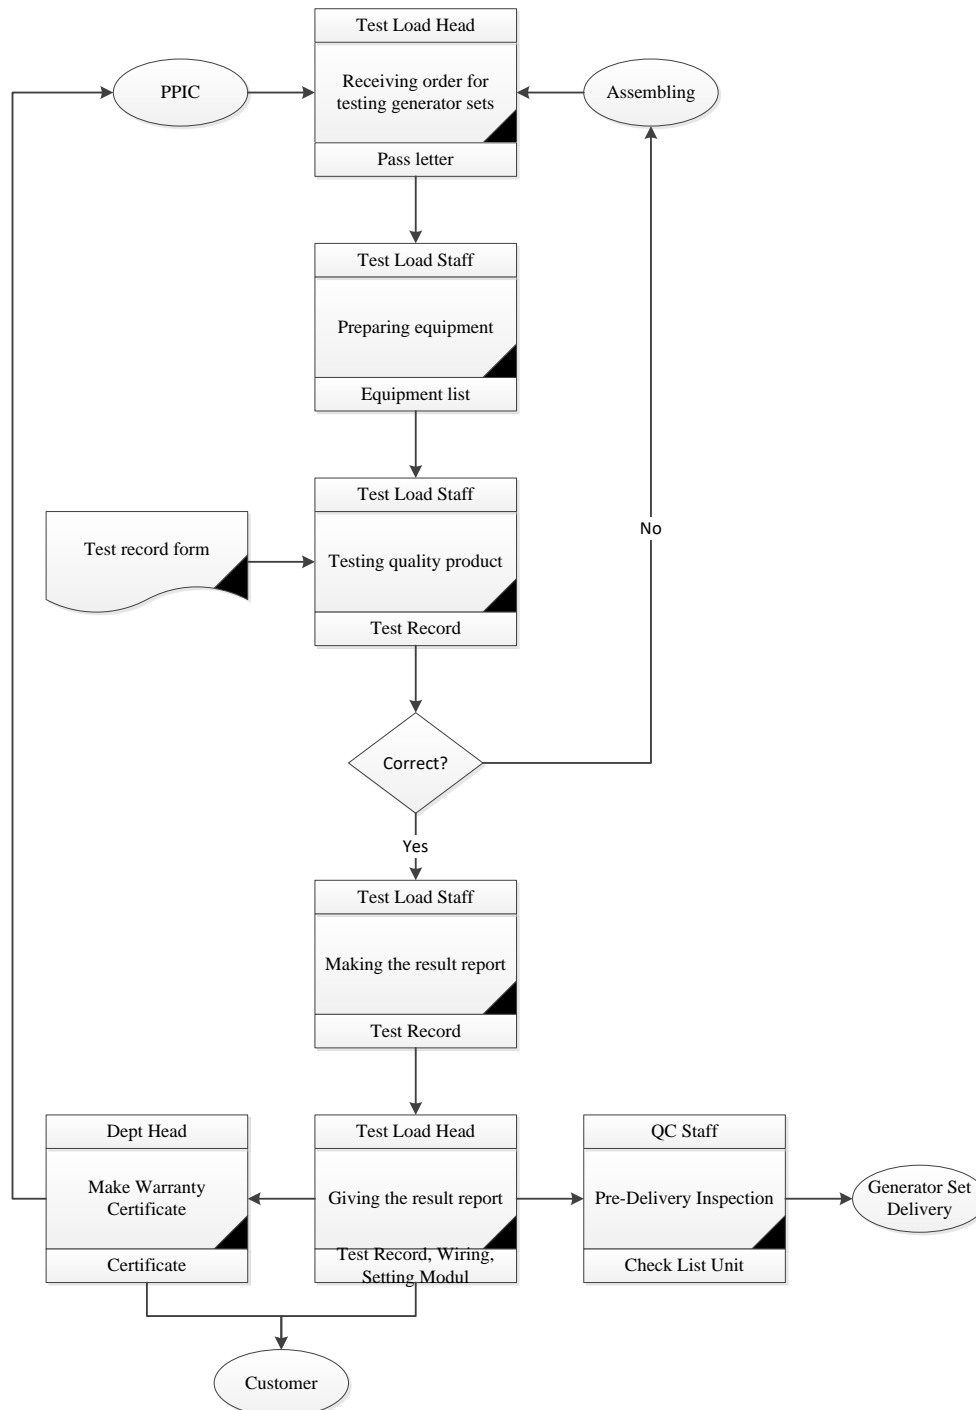 Test Load Head
PPIC
Receiving order for
testing generator sets
Assembling
Pass letter
Test Load Staff
Preparing equipment
Equipment list
Test Load Staff
Test record form
Testing quality product
No
Test Record
Correct?
Yes
Test Load Staff
Making the result report
Test Record
Dept Head
Test Load Head
QC Staff
Make Warranty
Certificate
Giving the result report
Pre-Delivery Inspection
Generator Set
Delivery
Certificate
Test Record, Wiring,
Setting Modul
Check List Unit
Customer